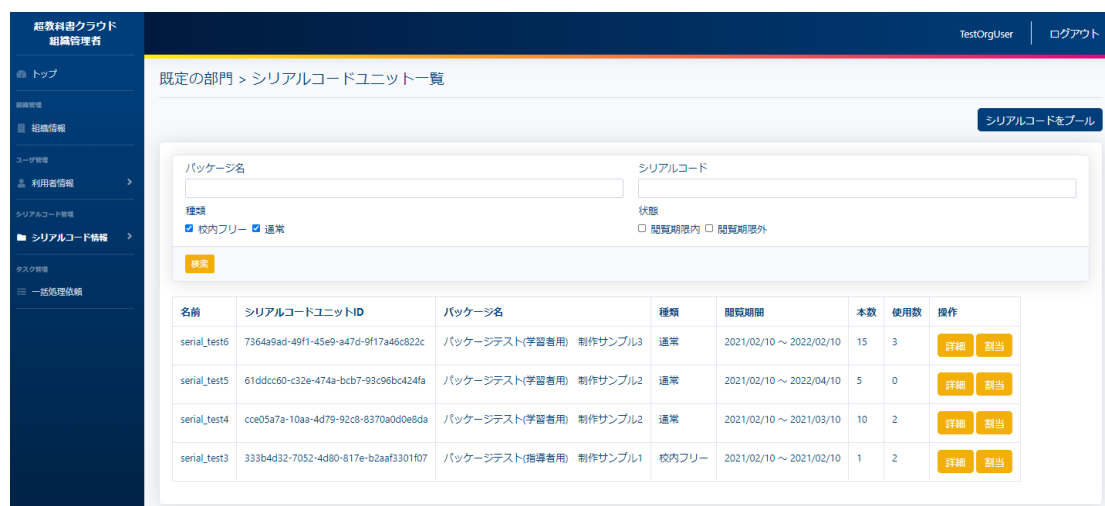 超教科書クラウド
組織管理者
TestOrgUser ログアウト
トップ
組織管理
組織情報
ユーザ管理
利用者情報
シリアルコード管理
シリアルコード情報
タスク管理
一括処理依頼
既定の部門 > シリアルコードユニット一覧
シリアルコードをプール
パッケージ名 シリアルコード
種類 状態
校内フリー 通常 閲覧期限内 閲覧期限外
検索
名前 シリアルコードユニットID パッケージ名 種類 閲覧期間 本数 使用数 操作
serial_test6 7364a9ad-49f1-45e9-a47d-9f17a46c822c パッケージテスト(学習者用) 制作サンプル3 通常 2021/02/10 ～ 2022/02/10 15 3 詳細 割当
serial_test5 61ddcc60-c32e-474a-bcb7-93c96bc424fa パッケージテスト(学習者用) 制作サンプル2 通常 2021/02/10 ～ 2022/04/10 5 0 詳細 割当
serial_test4 cce05a7a-10aa-4d79-92c8-8370a0d0e8da パッケージテスト(学習者用) 制作サンプル2 通常 2021/02/10 ～ 2021/03/10 10 2 詳細 割当
serial_test3 333b4d32-7052-4d80-817e-b2aaf3301f07 パッケージテスト(指導者用) 制作サンプル1 校内フリー 2021/02/10 ～ 2021/02/10 1 2 詳細 割当